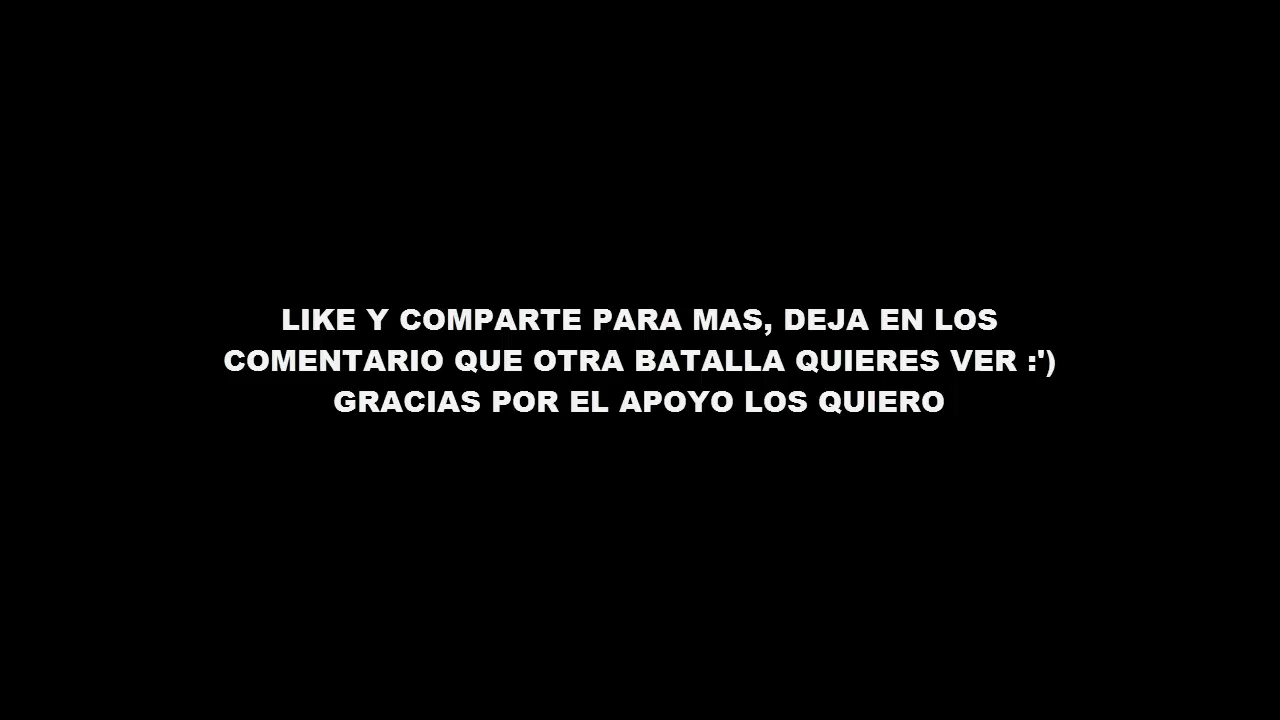 LIKE Y COMPARTE PARA MAS, DEJA EN LOS
COMENTARIO QUE OTRA BATALLA QUIERES VER :')
GRACIAS POR EL APOYO LOS QUIERO